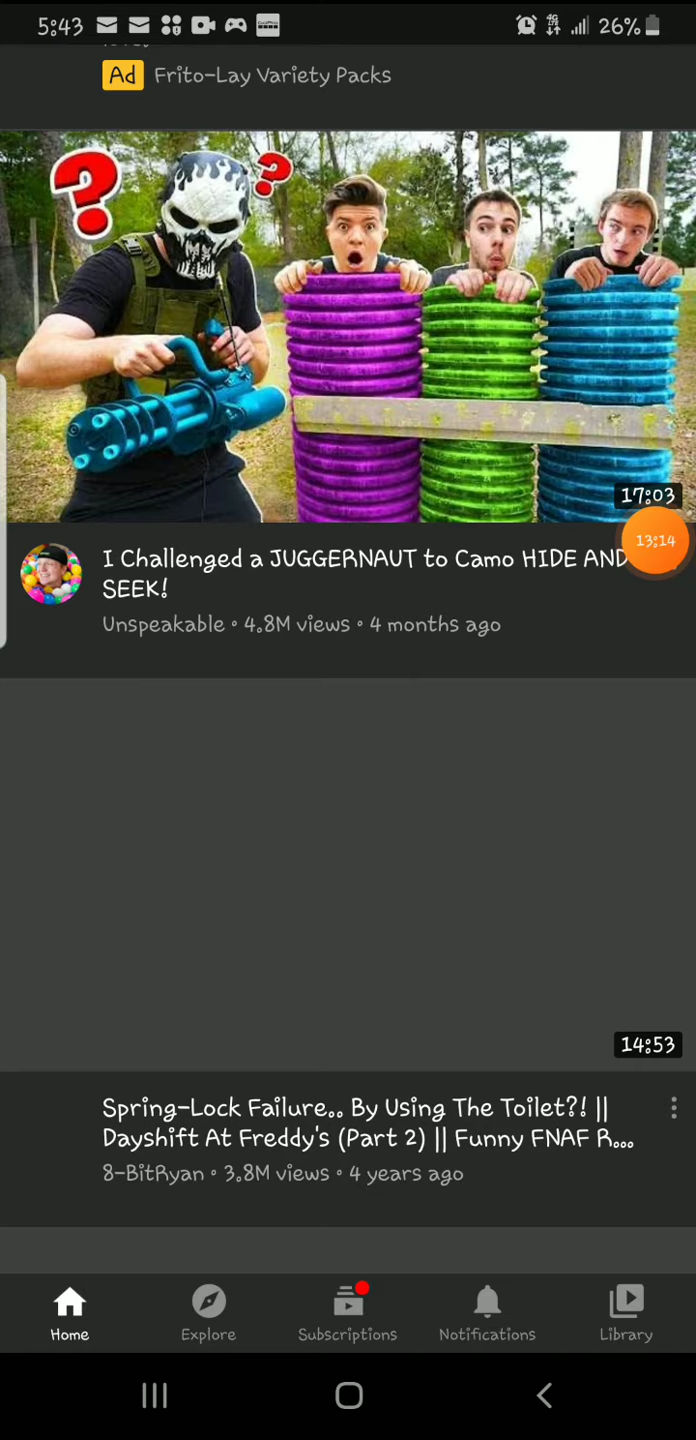 5:43
26%
Ad Frito-Lay Variety Packs
? ?
17:03
13:14
I Challenged a JUGGERNAUT to Camo HIDE AND
SEEK!
Unspeakable • 4.8M views • 4 months ago
14:53
Spring-Lock Failure.. By Using The Toilet?! ||
Dayshift At Freddy's (Part 2) || Funny FNAF R...
8-BitRyan • 3.8M views • 4 years ago
Home Explore Subscriptions Notifications Library